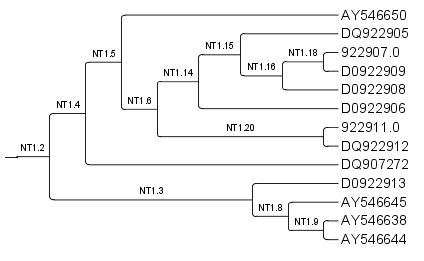 AY546650
DQ922905
NT1.5
NT1.15
922907.0
NT1.18
NT1.14
NT1.16
D0922909
D0922908
NT1.4
NT1.6
D0922906
922911.0
NT1.20
NT1.2
DQ922912
DQ907272
D0922913
NT1.3
AY546645
NT1.8
AY546638
NT1.9
AY546644